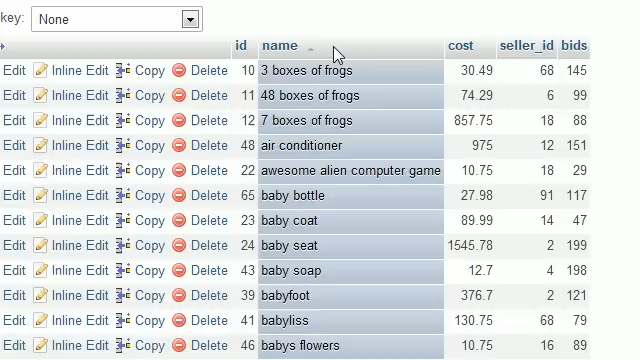 key: None
id name cost seller_id bids
Edit Inline Edit Copy Delete 10 3 boxes of frogs 30.49 68 145
Edit Inline Edit Copy Delete 11 48 boxes of frogs 74.29 6 99
Edit Inline Edit Copy Delete 12 7 boxes of frogs 857.75 18 88
Edit Inline Edit Copy Delete 48 air conditioner 975 12 151
Edit Inline Edit Copy Delete 22 awesome alien computer game 10.75 18 29
Edit Inline Edit Copy Delete 65 baby bottle 27.98 91 117
Edit Inline Edit Copy Delete 23 baby coat 89.99 14 47
Edit Inline Edit Copy Delete 24 baby seat 1545.78 2 199
Edit Inline Edit Copy Delete 43 baby soap 12.7 4 198
Edit Inline Edit Copy Delete 39 babyfoot 376.7 2 121
Edit Inline Edit Copy Delete 41 babyliss 130.75 68 79
Edit Inline Edit Copy Delete 46 babys flowers 10.75 16 89